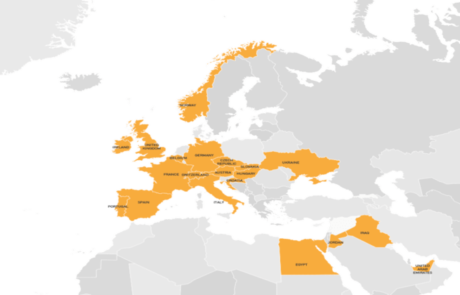 NORWAY
IRELAND
UNITED
KINGDOM
BELGIUM
GERMANY
CZECH
REPUBLIC
SLOVAKIA
UKRAINE
FRANCE
SWITZERLAND
AUSTRIA
HUNGARY
CROATIA
PORTUGAL
SPAIN
ITALY
IRAQ
JORDAN
EGYPT
UNITED
ARAB
EMIRATES